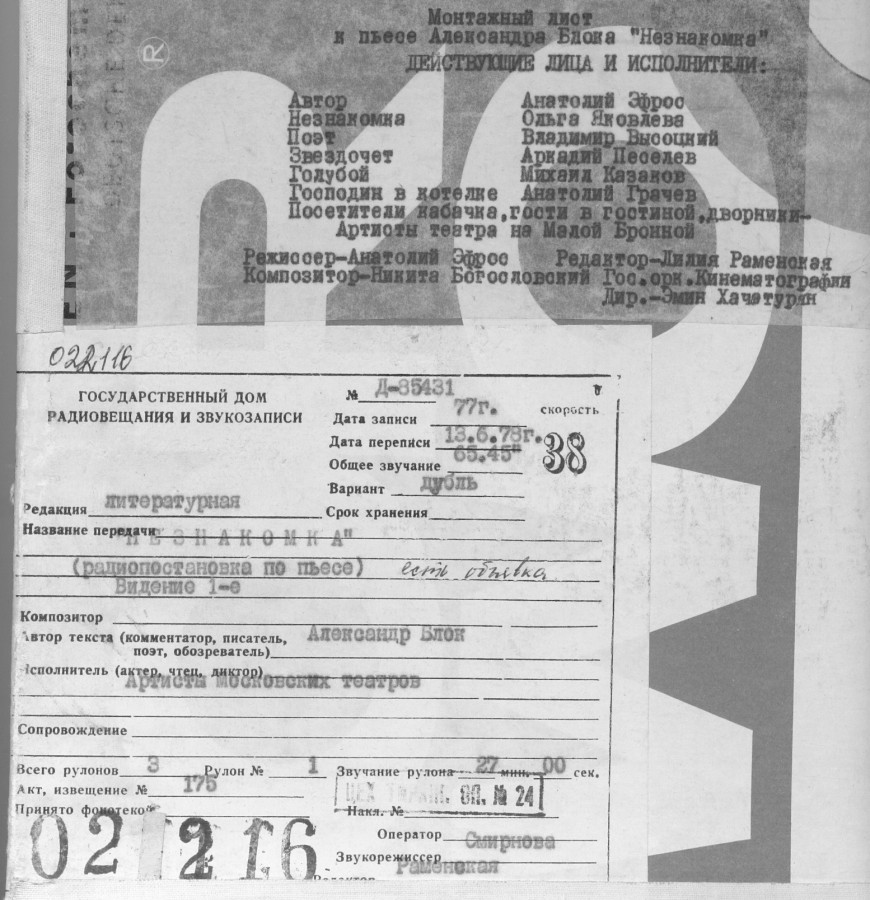 Монтажный лист
к пьесе Александра Блока "Незнакомка"
ДЕЙСТВУЮЩИЕ ЛИЦА И ИСПОЛНИТЕЛИ:
Автор Анатолий Эфрос
Незнакомка Ольга Яковлева
Поэт Владимир Высоцкий
Звездочет Аркадий Песелев
Голубой Михаил Казаков
Господин в котелке Анатолий Грачев
Посетители кабачка,гости в гостиной,дворники-
Артисты театра на Малой Бронной
Режиссер-Анатолий Эфрос Редактор-Лилия Раменская
Композитор-Никита Богословский Гос.орк.Кинематографии
Дир.-Эмин Хачатурян
®
ГОСУДАРСТВЕННЫЙ ДОМ
РАДИОВЕЩАНИЯ И ЗВУКОЗАПИСИ
№ Д-85431
Дата записи 77г.
скорость
38
Дата переписи 13.6.78г.
Общее звучание 65.45"
Вариант дубль
Редакция литературная
Срок хранения
Название передачи "НЕЗНАКОМКА"
(радиопостановка по пьесе) есть объявка
Видение 1-е
Композитор
Автор текста (комментатор, писатель, Александр Блок
поэт, обозреватель)
Исполнитель (актер, чтец, диктор)
Артисты Московских театров
Сопровождение
Всего рулонов 3 Рулон № 1 Звучание рулона 27 мин. 00 сек.
Акт, извещение № 175
ОП. № 24
Принято фонотекой
Накл. №
Оператор Смирнова
Звукорежиссер
Раменская
Редактор